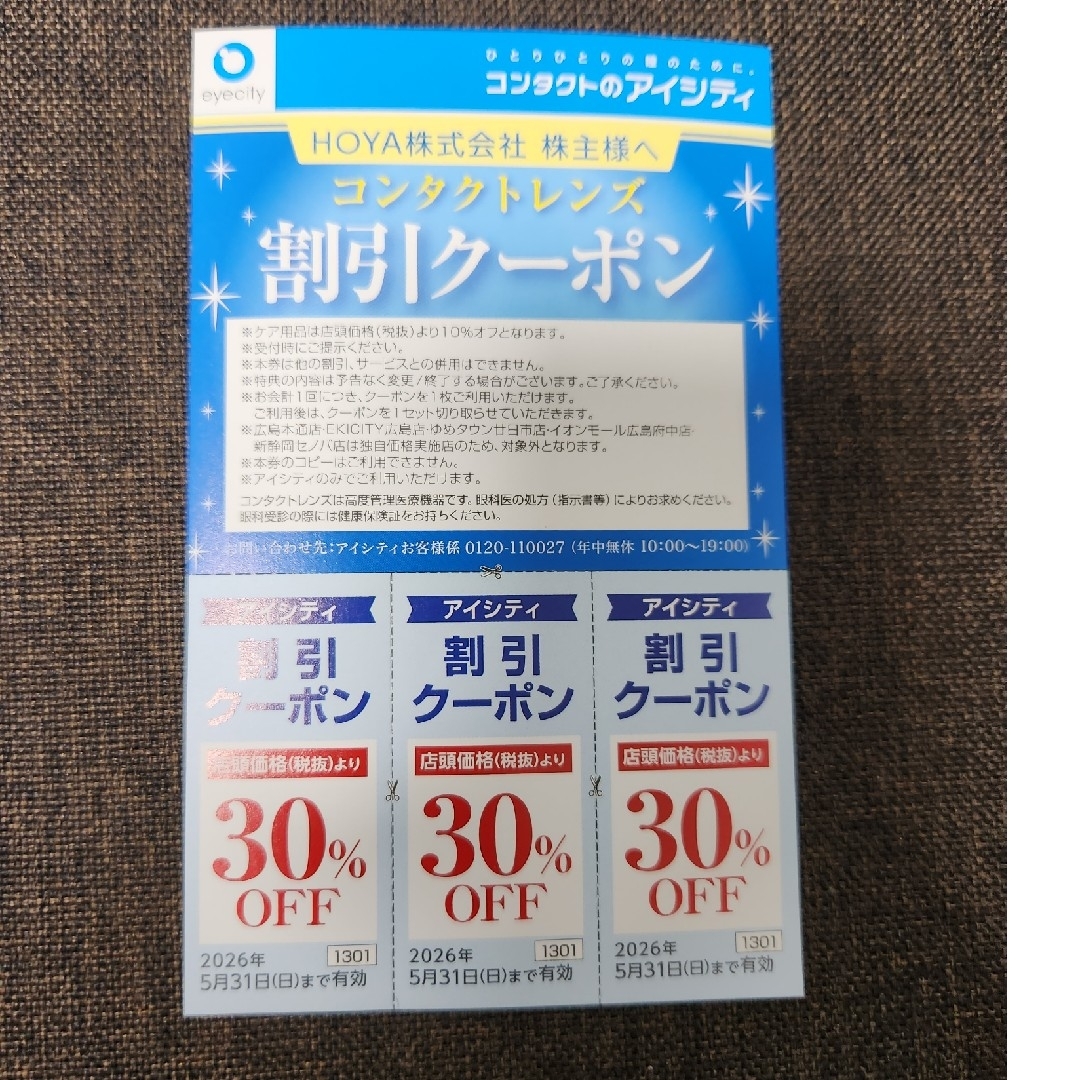 eyecity
ひとりひとりの瞳のために。
コンタクトのアイシティ
HOYA株式会社 株主様へ
コンタクトレンズ
割引クーポン
※ケア用品は店頭価格(税抜)より10%オフとなります。
※受付時にご提示ください。
※本券は他の割引、サービスとの併用はできません。
※特典の内容は予告なく変更/終了する場合がございます。ご了承ください。
※お会計1回につき、クーポンを1枚ご利用いただけます。
ご利用後は、クーポンを1セット切り取らせていただきます。
※広島本通店・EKICITY広島店・ゆめタウン廿日市店・イオンモール広島府中店・
新静岡セノバ店は独自価格実施店のため、対象外となります。
※本券のコピーはご利用できません。
※アイシティのみでご利用いただけます。
コンタクトレンズは高度管理医療機器です。眼科医の処方(指示書等)によりお求めください。
眼科受診の際には健康保険証をお持ちください。
お問い合わせ先:アイシティお客様係 0120-110027 (年中無休 10:00〜19:00)
アイシティ
割引
クーポン
店頭価格(税抜)より
30%
OFF
2026年 1301
5月31日(日)まで有効
アイシティ
割引
クーポン
店頭価格(税抜)より
30%
OFF
2026年 1301
5月31日(日)まで有効
アイシティ
割引
クーポン
店頭価格(税抜)より
30%
OFF
2026年 1301
5月31日(日)まで有効